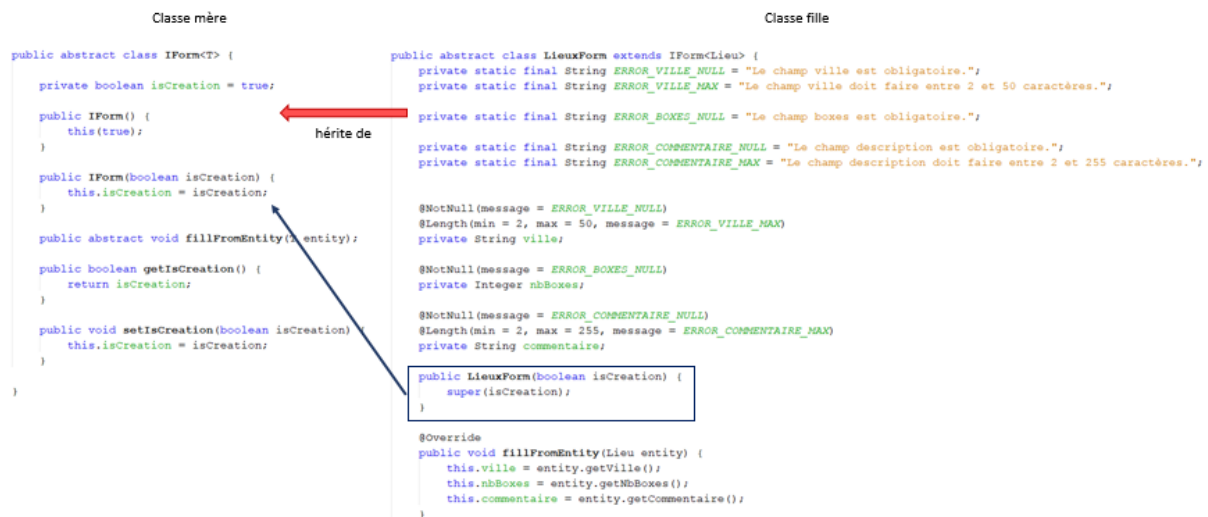 Classe mère
public abstract class IForm<T> {
private boolean isCreation = true;
public IForm() {
this(true);
}
public IForm(boolean isCreation) {
this.isCreation = isCreation;
}
public abstract void fillFromEntity(T entity);
public boolean getIsCreation() {
return isCreation;
}
public void setIsCreation(boolean isCreation) {
this.isCreation = isCreation;
}
}
hérite de
Classe fille
public abstract class LieuxForm extends IForm<Lieu> {
private static final String ERROR_VILLE_NULL = "Le champ ville est obligatoire.";
private static final String ERROR_VILLE_MAX = "Le champ ville doit faire entre 2 et 50 caractères.";
private static final String ERROR_BOXES_NULL = "Le champ boxes est obligatoire.";
private static final String ERROR_COMMENTAIRE_NULL = "Le champ description est obligatoire.";
private static final String ERROR_COMMENTAIRE_MAX = "Le champ description doit faire entre 2 et 255 caractères.";
@NotNull(message = ERROR_VILLE_NULL)
@Length(min = 2, max = 50, message = ERROR_VILLE_MAX)
private String ville;
@NotNull(message = ERROR_BOXES_NULL)
private Integer nbBoxes;
@NotNull(message = ERROR_COMMENTAIRE_NULL)
@Length(min = 2, max = 255, message = ERROR_COMMENTAIRE_MAX)
private String commentaire;
public LieuxForm(boolean isCreation) {
super(isCreation);
}
@Override
public void fillFromEntity(Lieu entity) {
this.ville = entity.getVille();
this.nbBoxes = entity.getNbBoxes();
this.commentaire = entity.getCommentaire();
}